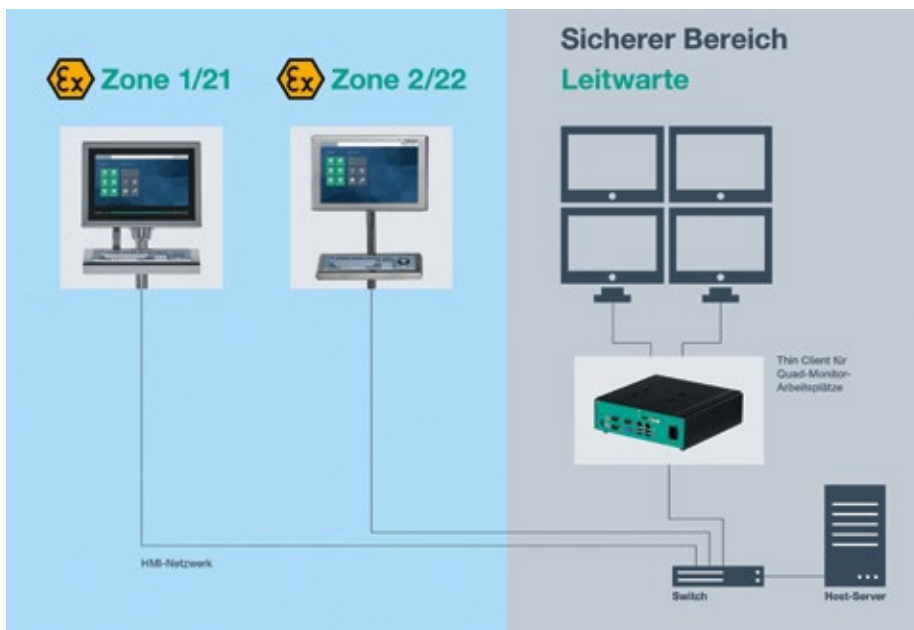 Zone 1/21
Zone 2/22
Sicherer Bereich
Leitwarte
Thin Client für
Quad-Monitor-
Arbeitsplätze
HMI-Netzwerk
Switch
Host-Server